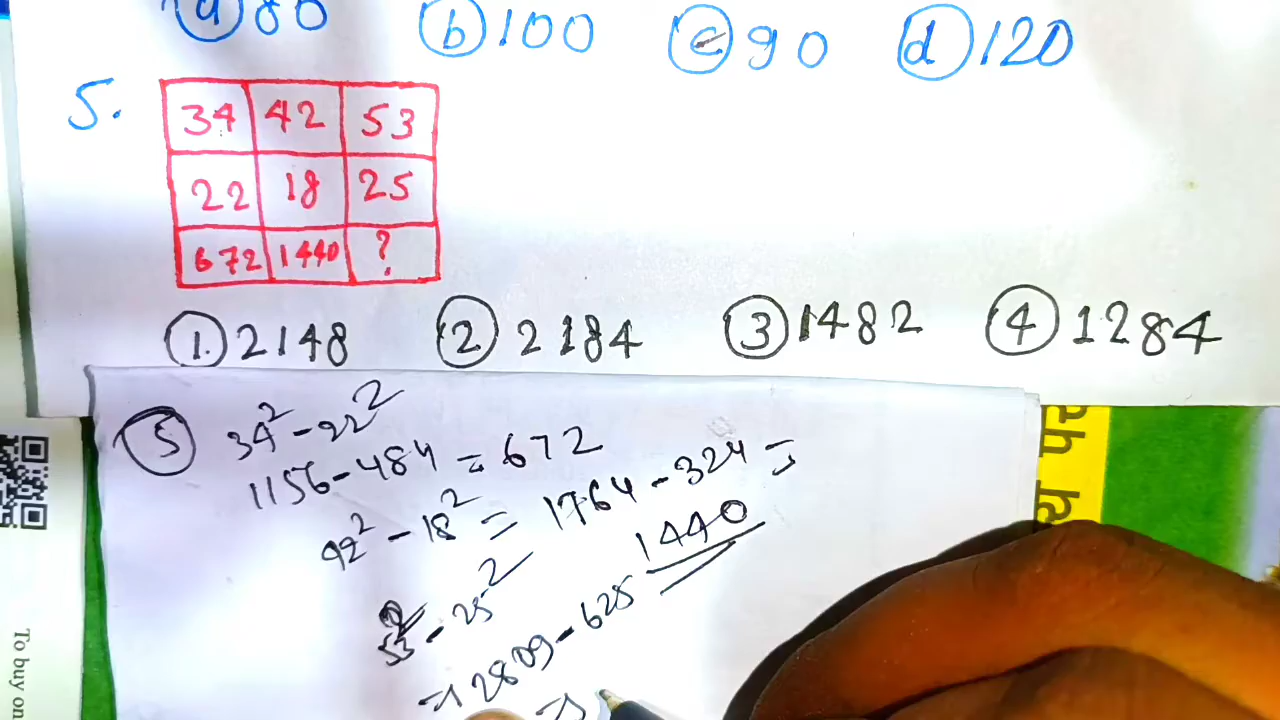 a 80 b 100 c 90 d 120
5.
34 42 53
22 18 25
672 1440 ?
1. 2148 2 2184 3 1482 4 1284
5 34² - 22²
1156 - 484 = 672
42² - 18² = 1764 - 324 =
1440
53² - 25²
⇒ 2809 - 625
⇒
To buy on